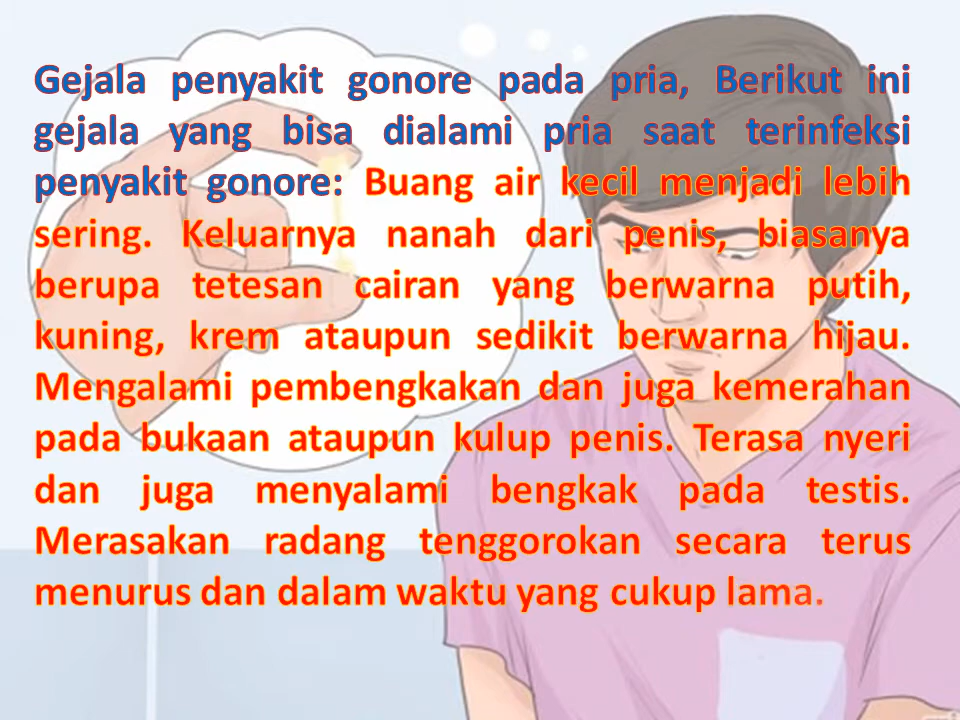 Gejala penyakit gonore pada pria, Berikut ini
gejala yang bisa dialami pria saat terinfeksi
penyakit gonore: Buang air kecil menjadi lebih
sering. Keluarnya nanah dari penis, biasanya
berupa tetesan cairan yang berwarna putih,
kuning, krem ataupun sedikit berwarna hijau.
Mengalami pembengkakan dan juga kemerahan
pada bukaan ataupun kulup penis. Terasa nyeri
dan juga menyalami bengkak pada testis.
Merasakan radang tenggorokan secara terus
menurus dan dalam waktu yang cukup lama.